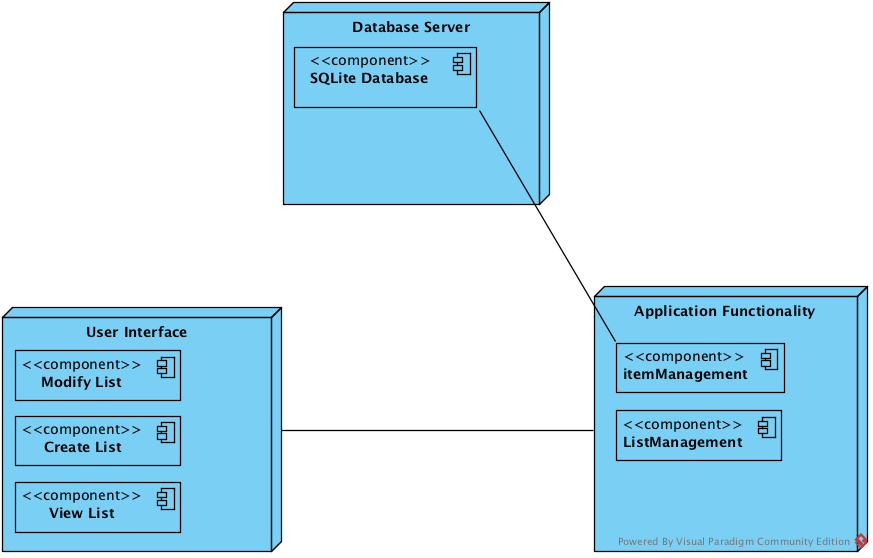 Database Server
<<component>>
SQLite Database
User Interface
<<component>>
Modify List
<<component>>
Create List
<<component>>
View List
Application Functionality
<<component>>
itemManagement
<<component>>
ListManagement
Powered By Visual Paradigm Community Edition